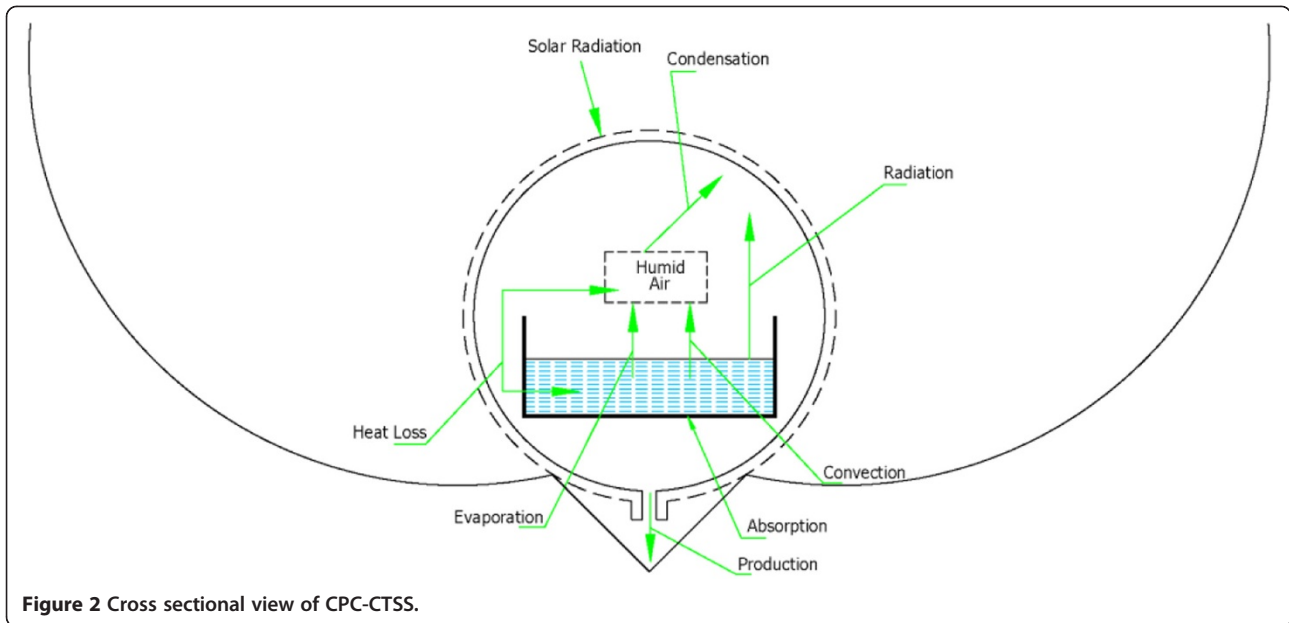 Solar Radiation
Condensation
Radiation
Humid
Air
Heat Loss
Convection
Evaporation
Absorption
Production
Figure 2 Cross sectional view of CPC-CTSS.